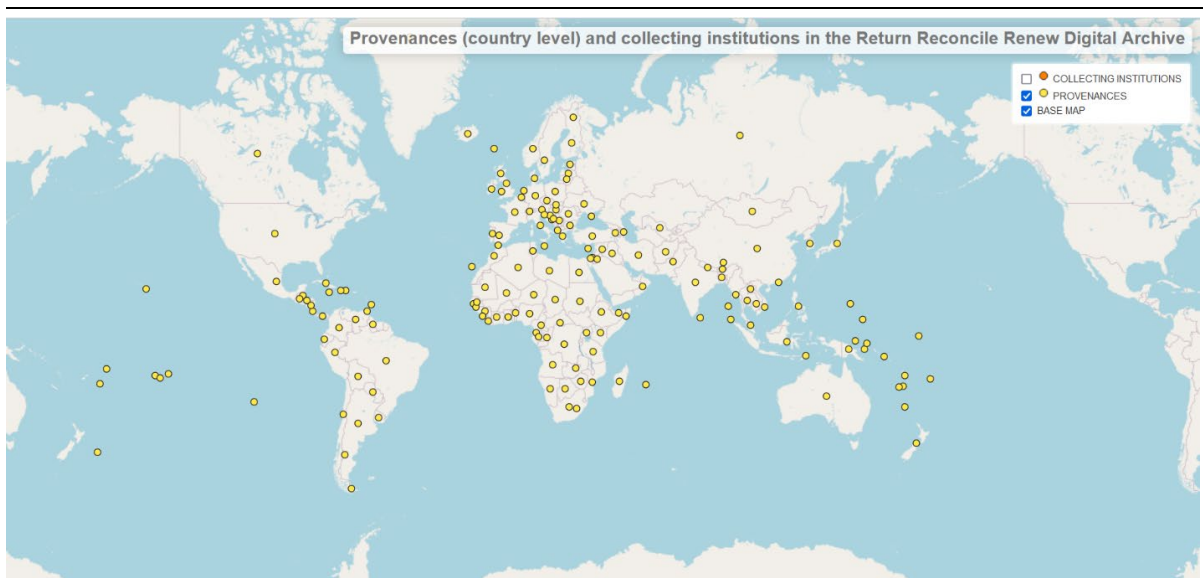 Provenances (country level) and collecting institutions in the Return Reconcile Renew Digital Archive
COLLECTING INSTITUTIONS
PROVENANCES
BASE MAP